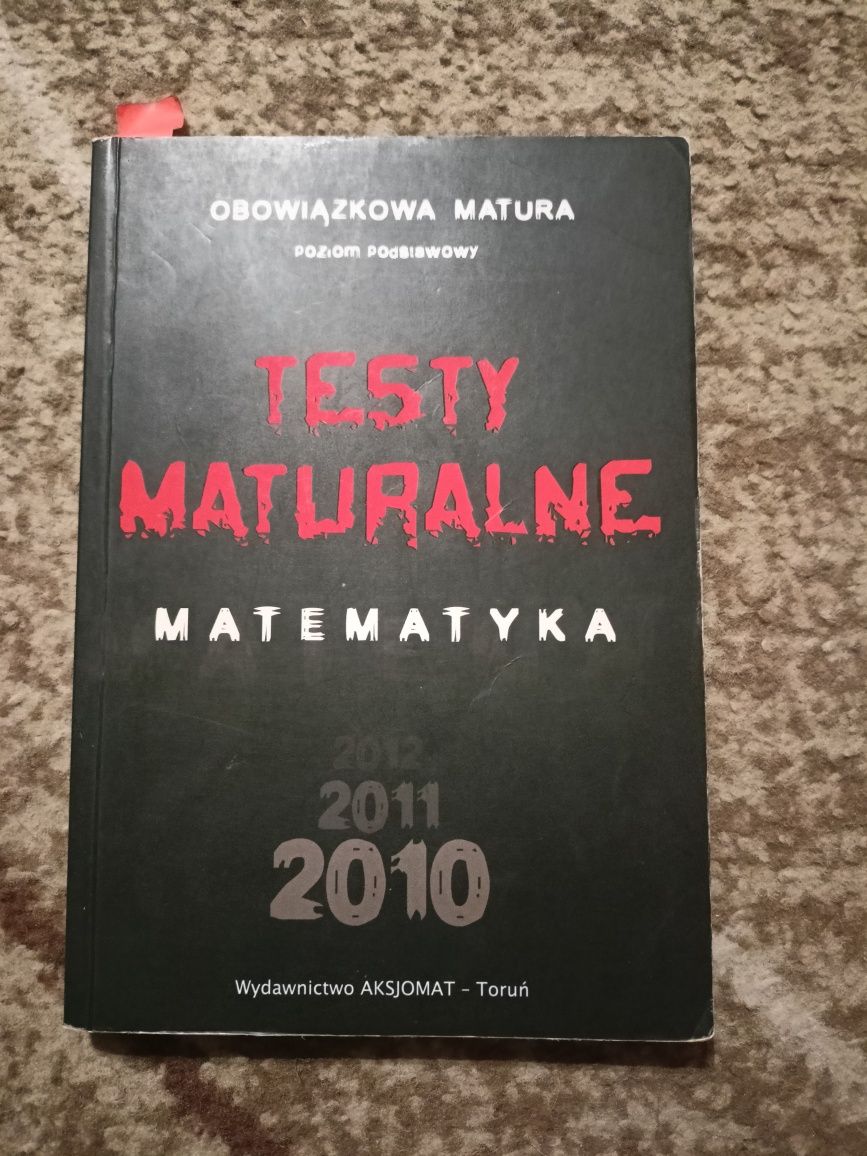 OBOWIĄZKOWA MATURA
POZIOM PODSTAWOWY
TESTY
MATURALNE
MATEMATYKA
2012
2011
2010
Wydawnictwo AKSJOMAT – Toruń